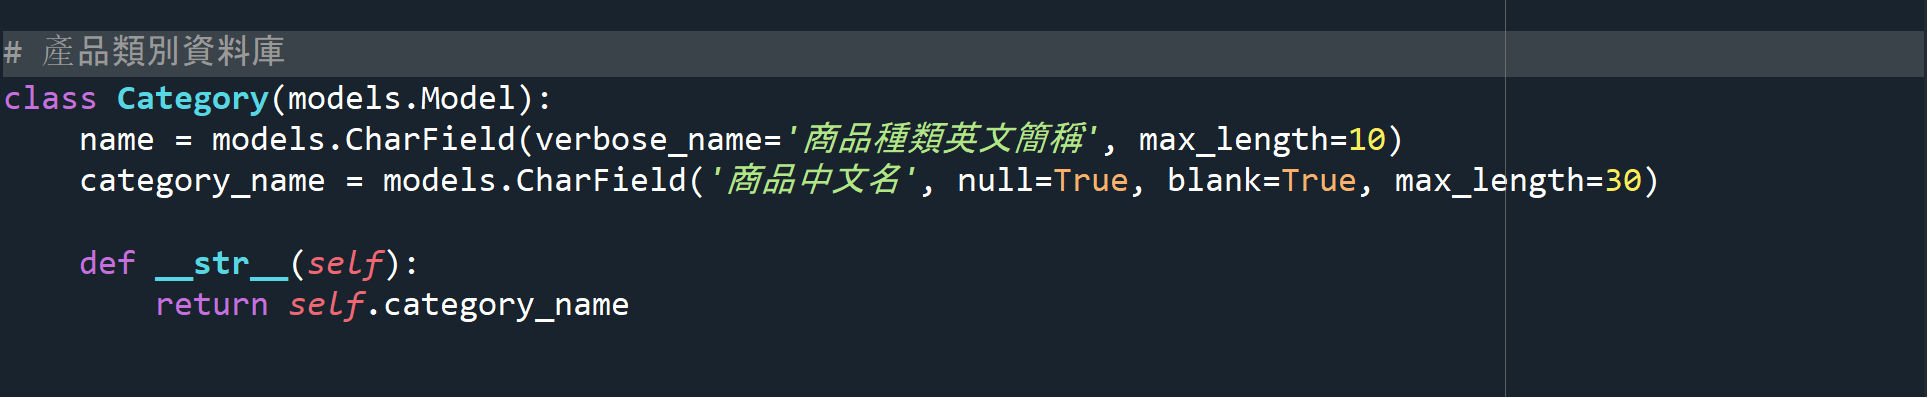 # 產品類別資料庫
class Category(models.Model):
    name = models.CharField(verbose_name='商品種類英文簡稱', max_length=10)
    category_name = models.CharField('商品中文名', null=True, blank=True, max_length=30)
    def __str__(self):
        return self.category_name